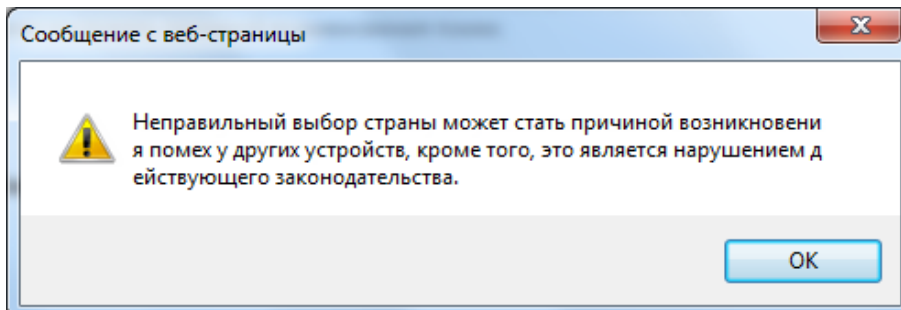 Сообщение с веб-страницы
Неправильный выбор страны может стать причиной возникновени
я помех у других устройств, кроме того, это является нарушением д
ействующего законодательства.
OK